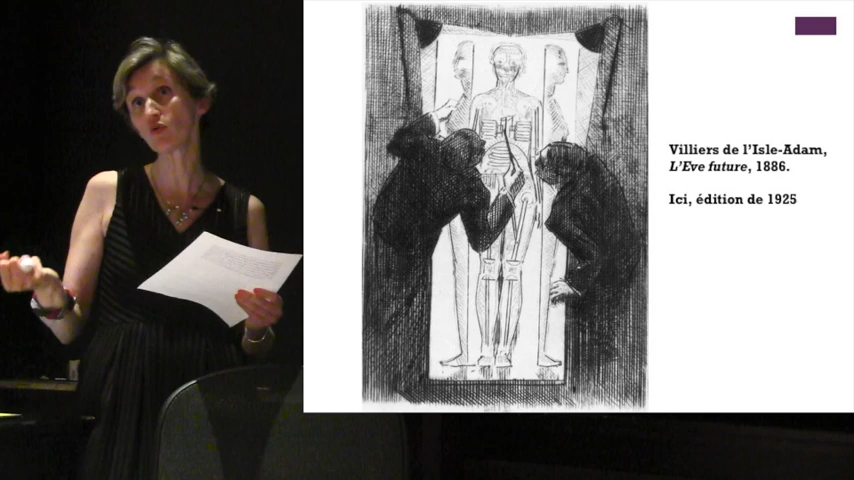 Villiers de l'Isle-Adam,
L'Eve future, 1886.
Ici, édition de 1925